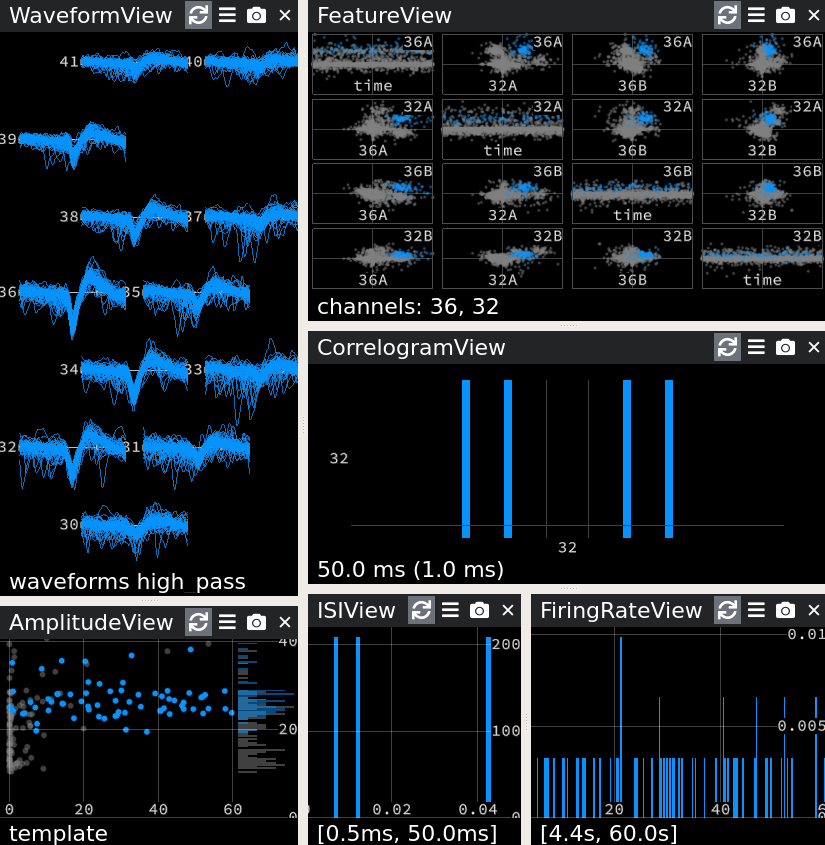 WaveformView
41
40
39
38
37
36
35
34
33
32
31
30
waveforms high_pass
FeatureView
36A 36A 36A 36A
time 32A 36B 32B
32A 32A 32A 32A
36A time 36B 32B
36B 36B 36B 36B
36A 32A time 32B
32B 32B 32B 32B
36A 32A 36B time
channels: 36, 32
CorrelogramView
32
32
50.0 ms (1.0 ms)
AmplitudeView
40
20
0
0 20 40 60
template
ISIView
200
100
0
0.02 0.04
[0.5ms, 50.0ms]
FiringRateView
0.01
0.005
20 40
[4.4s, 60.0s]